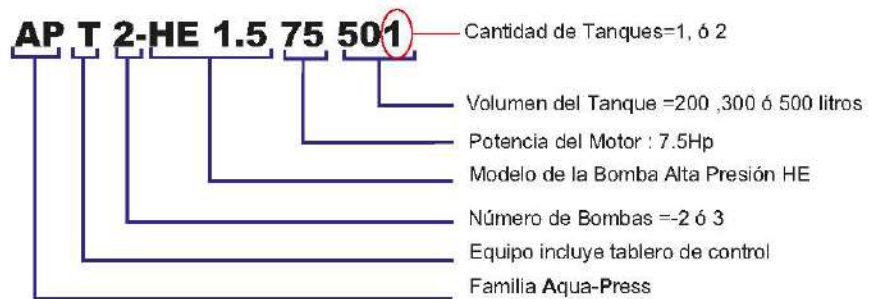 AP T 2-HE 1.5 75 501
Cantidad de Tanques=1, ó 2
Volumen del Tanque =200 ,300 ó 500 litros
Potencia del Motor : 7.5Hp
Modelo de la Bomba Alta Presión HE
Número de Bombas =-2 ó 3
Equipo incluye tablero de control
Familia Aqua-Press